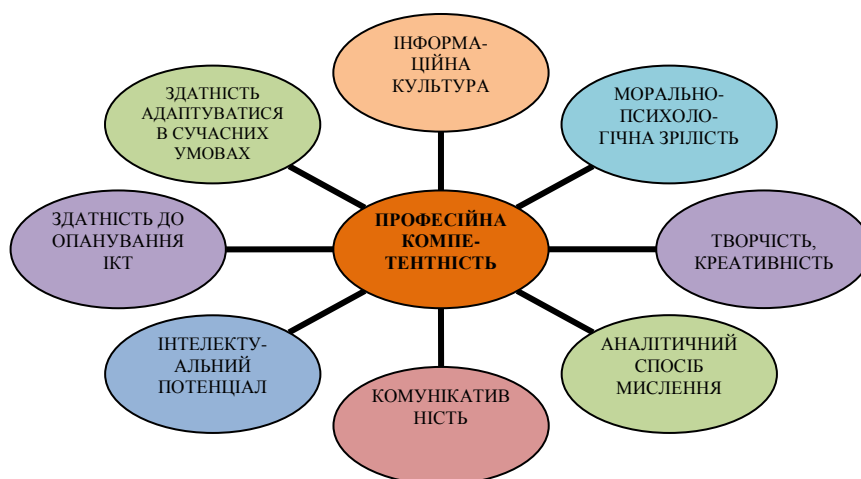 ІНФОРМА-
ЦІЙНА
КУЛЬТУРА
ЗДАТНІСТЬ
АДАПТУВАТИСЯ
В СУЧАСНИХ
УМОВАХ
МОРАЛЬНО-
ПСИХОЛО-
ГІЧНА ЗРІЛІСТЬ
ЗДАТНІСТЬ ДО
ОПАНУВАННЯ
ІКТ
ПРОФЕСІЙНА
КОМПЕ-
ТЕНТНІСТЬ
ТВОРЧІСТЬ,
КРЕАТИВНІСТЬ
ІНТЕЛЕКТУ-
АЛЬНИЙ
ПОТЕНЦІАЛ
КОМУНІКАТИВ
НІСТЬ
АНАЛІТИЧНИЙ
СПОСІБ
МИСЛЕННЯ